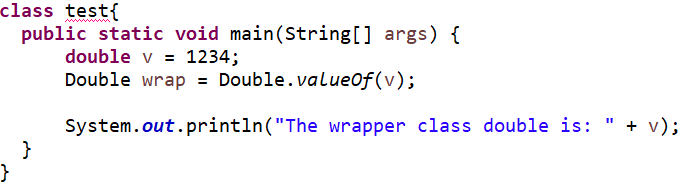 class test{
  public static void main(String[] args) {
      double v = 1234;
      Double wrap = Double.valueOf(v);

      System.out.println("The wrapper class double is: " + v);
  }
}